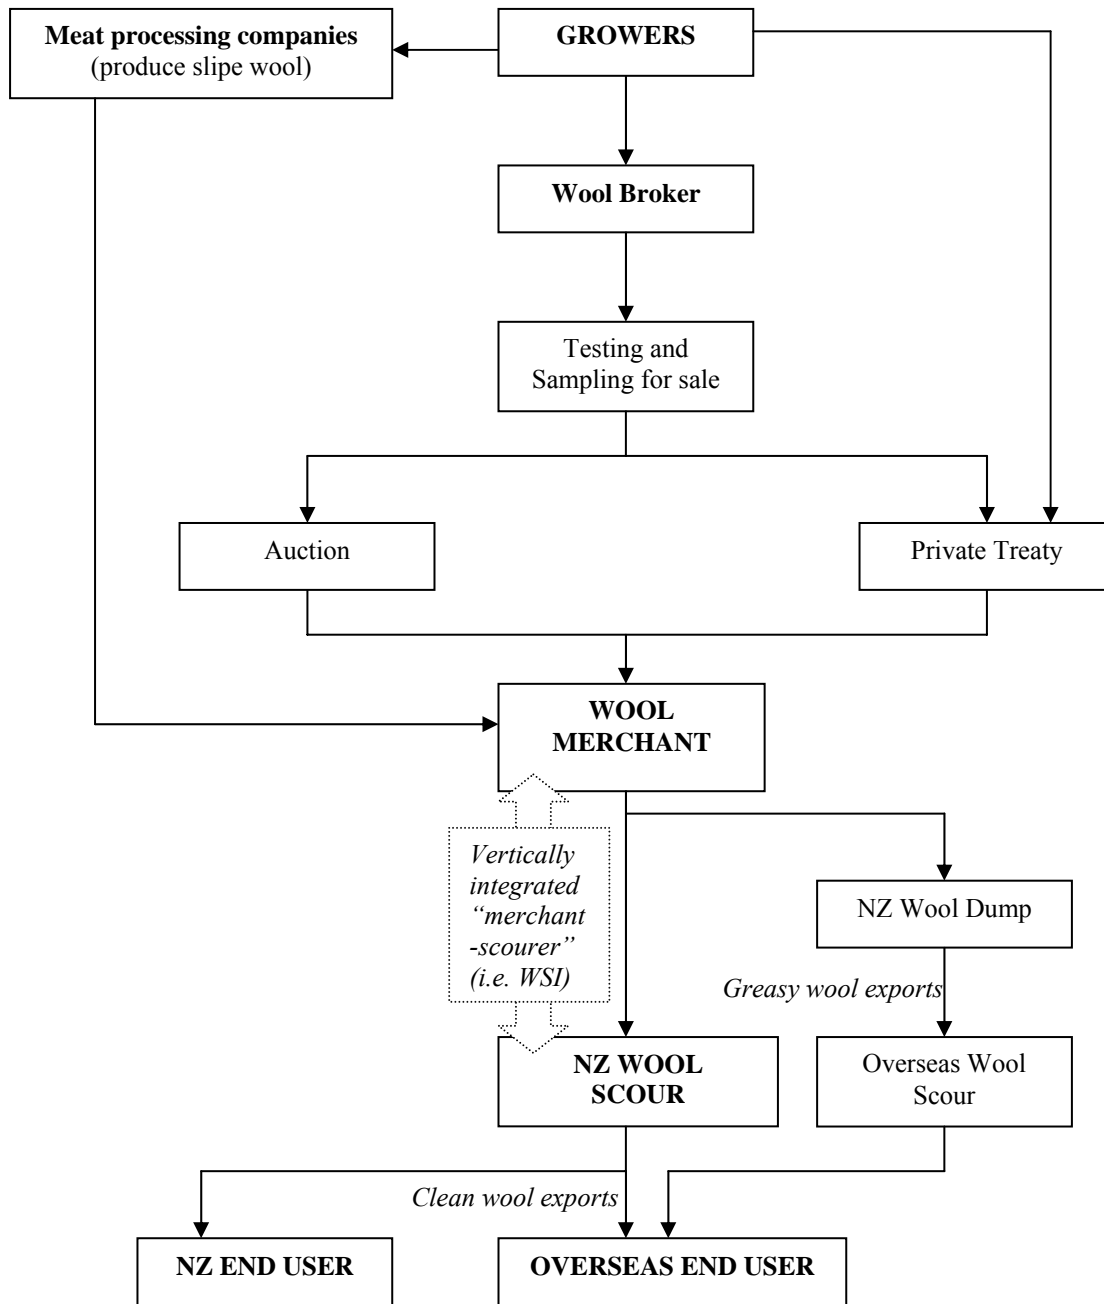 Meat processing companies
(produce slipe wool)
GROWERS
Wool Broker
Testing and
Sampling for sale
Auction
Private Treaty
WOOL
MERCHANT
Vertically
integrated
“merchant
-scourer”
(i.e. WSI)
NZ Wool Dump
Greasy wool exports
NZ WOOL
SCOUR
Overseas Wool
Scour
Clean wool exports
NZ END USER
OVERSEAS END USER